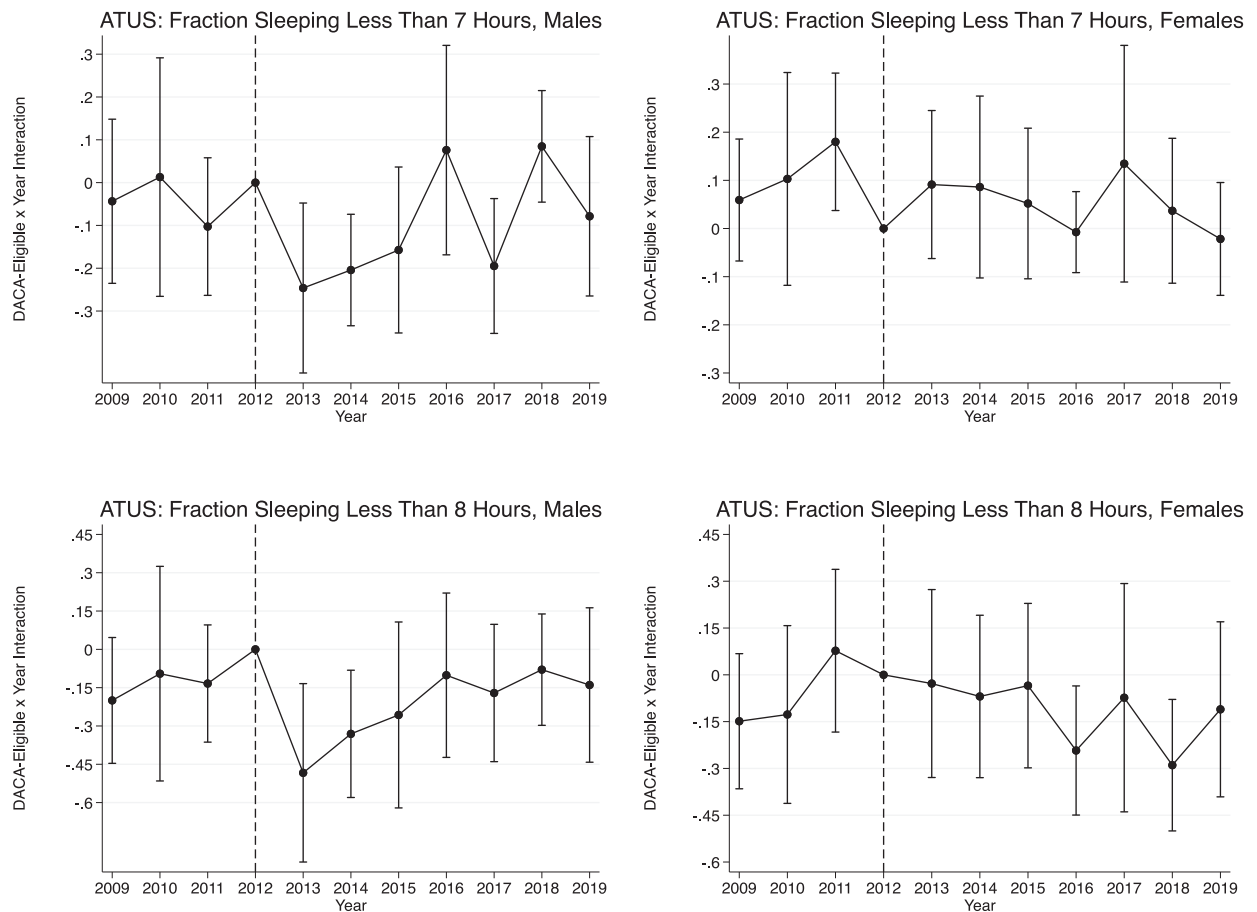 ATUS: Fraction Sleeping Less Than 7 Hours, Males
DACA-Eligible x Year Interaction
.3
.2
.1
0
-.1
-.2
-.3
2009 2010 2011 2012 2013 2014 2015 2016 2017 2018 2019
Year
ATUS: Fraction Sleeping Less Than 7 Hours, Females
DACA-Eligible x Year Interaction
.3
.2
.1
0
-.1
-.2
-.3
2009 2010 2011 2012 2013 2014 2015 2016 2017 2018 2019
Year
ATUS: Fraction Sleeping Less Than 8 Hours, Males
DACA-Eligible x Year Interaction
.45
.3
.15
0
-.15
-.3
-.45
-.6
2009 2010 2011 2012 2013 2014 2015 2016 2017 2018 2019
Year
ATUS: Fraction Sleeping Less Than 8 Hours, Females
DACA-Eligible x Year Interaction
.45
.3
.15
0
-.15
-.3
-.45
-.6
2009 2010 2011 2012 2013 2014 2015 2016 2017 2018 2019
Year